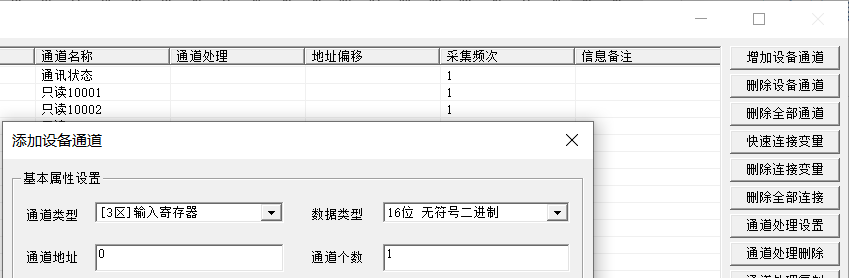 通道名称 通道处理 地址偏移 采集频次 信息备注
通讯状态 1
只读10001 1
只读10002 1
增加设备通道
删除设备通道
删除全部通道
快速连接变量
删除连接变量
删除全部连接
通道处理设置
通道处理删除
添加设备通道
基本属性设置
通道类型 [3区]输入寄存器 数据类型 16位 无符号二进制
通道地址 0 通道个数 1